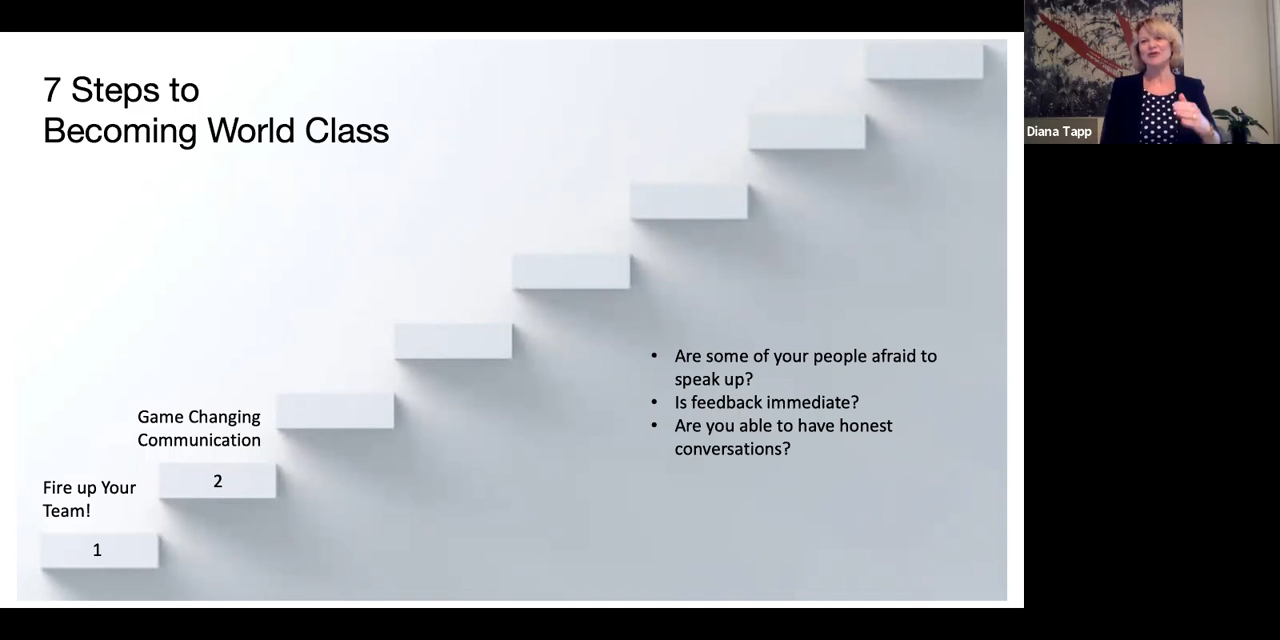 7 Steps to
Becoming World Class
Diana Tapp
Are some of your people afraid to
speak up?
Is feedback immediate?
Are you able to have honest
conversations?
Game Changing
Communication
2
Fire up Your
Team!
1